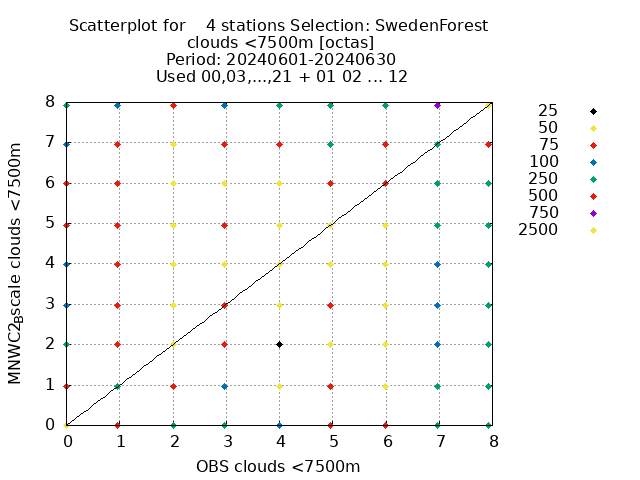 Scatterplot for    4 stations Selection: SwedenForest
clouds <7500m [octas]
Period: 20240601-20240630
Used 00,03,...,21 + 01 02 ... 12
8
7
6
5
4
3
2
1
0
0 1 2 3 4 5 6 7 8
MNWC2Bscale clouds <7500m
OBS clouds <7500m
25
50
75
100
250
500
750
2500